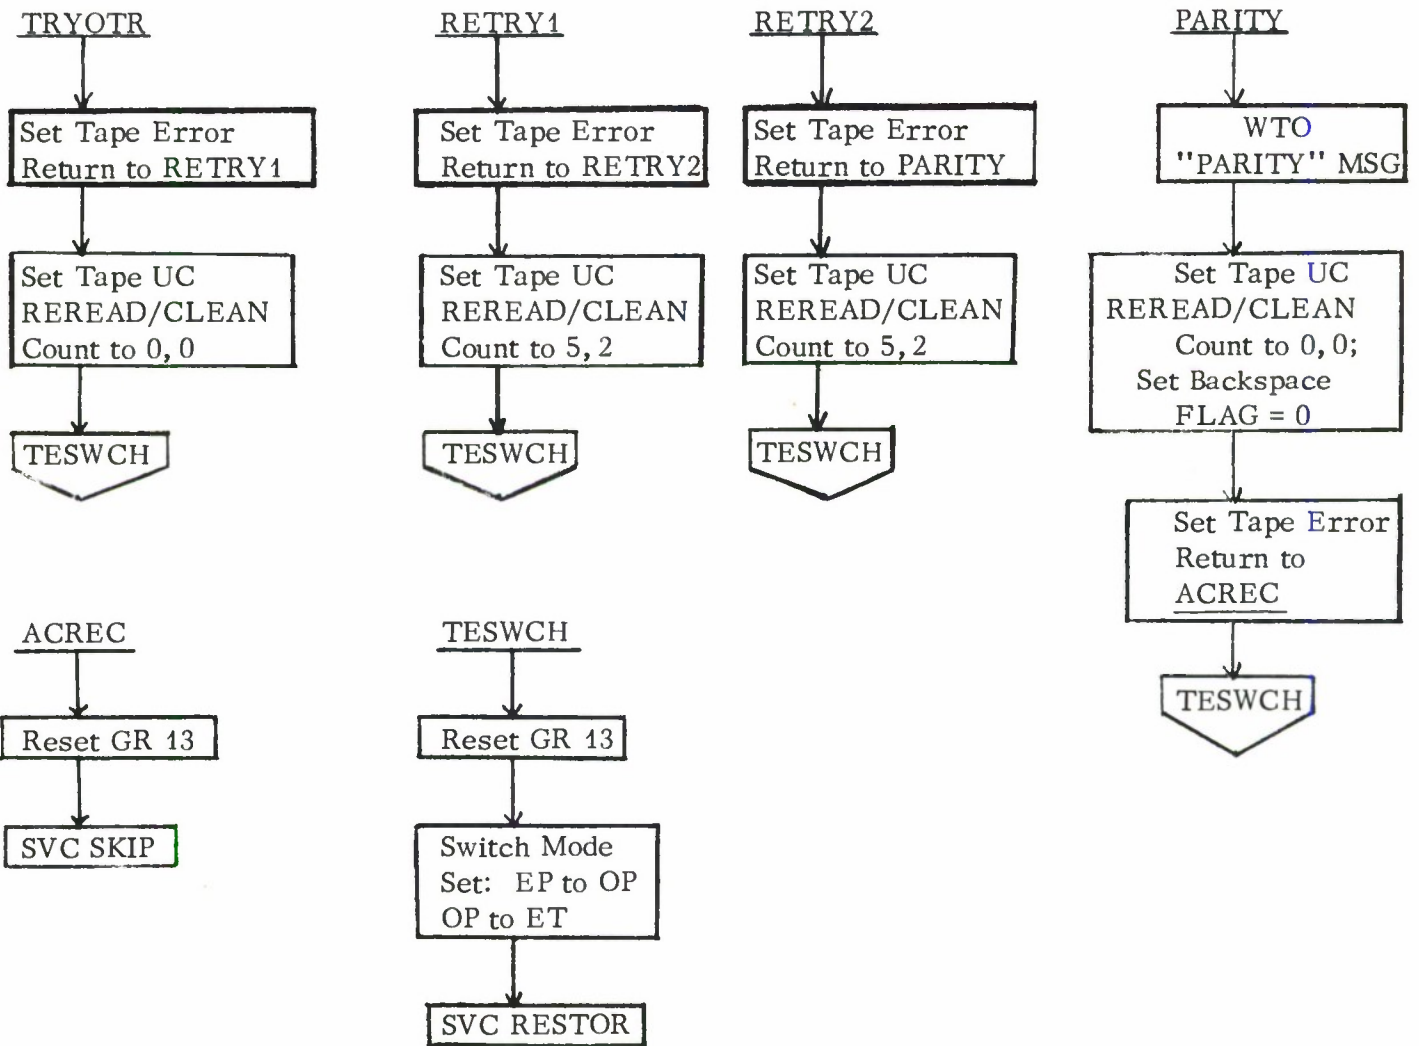 TRYOTR
Set Tape Error
Return to RETRY1
Set Tape UC
REREAD/CLEAN
Count to 0,0
TESWCH
RETRY1
Set Tape Error
Return to RETRY2
Set Tape UC
REREAD/CLEAN
Count to 5,2
TESWCH
RETRY2
Set Tape Error
Return to PARITY
Set Tape UC
REREAD/CLEAN
Count to 5,2
TESWCH
PARITY
WTO
"PARITY" MSG
Set Tape UC
REREAD/CLEAN
Count to 0,0;
Set Backspace
FLAG = 0
Set Tape Error
Return to
ACREC
TESWCH
ACREC
Reset GR 13
SVC SKIP
TESWCH
Reset GR 13
Switch Mode
Set: EP to OP
OP to ET
SVC RESTOR